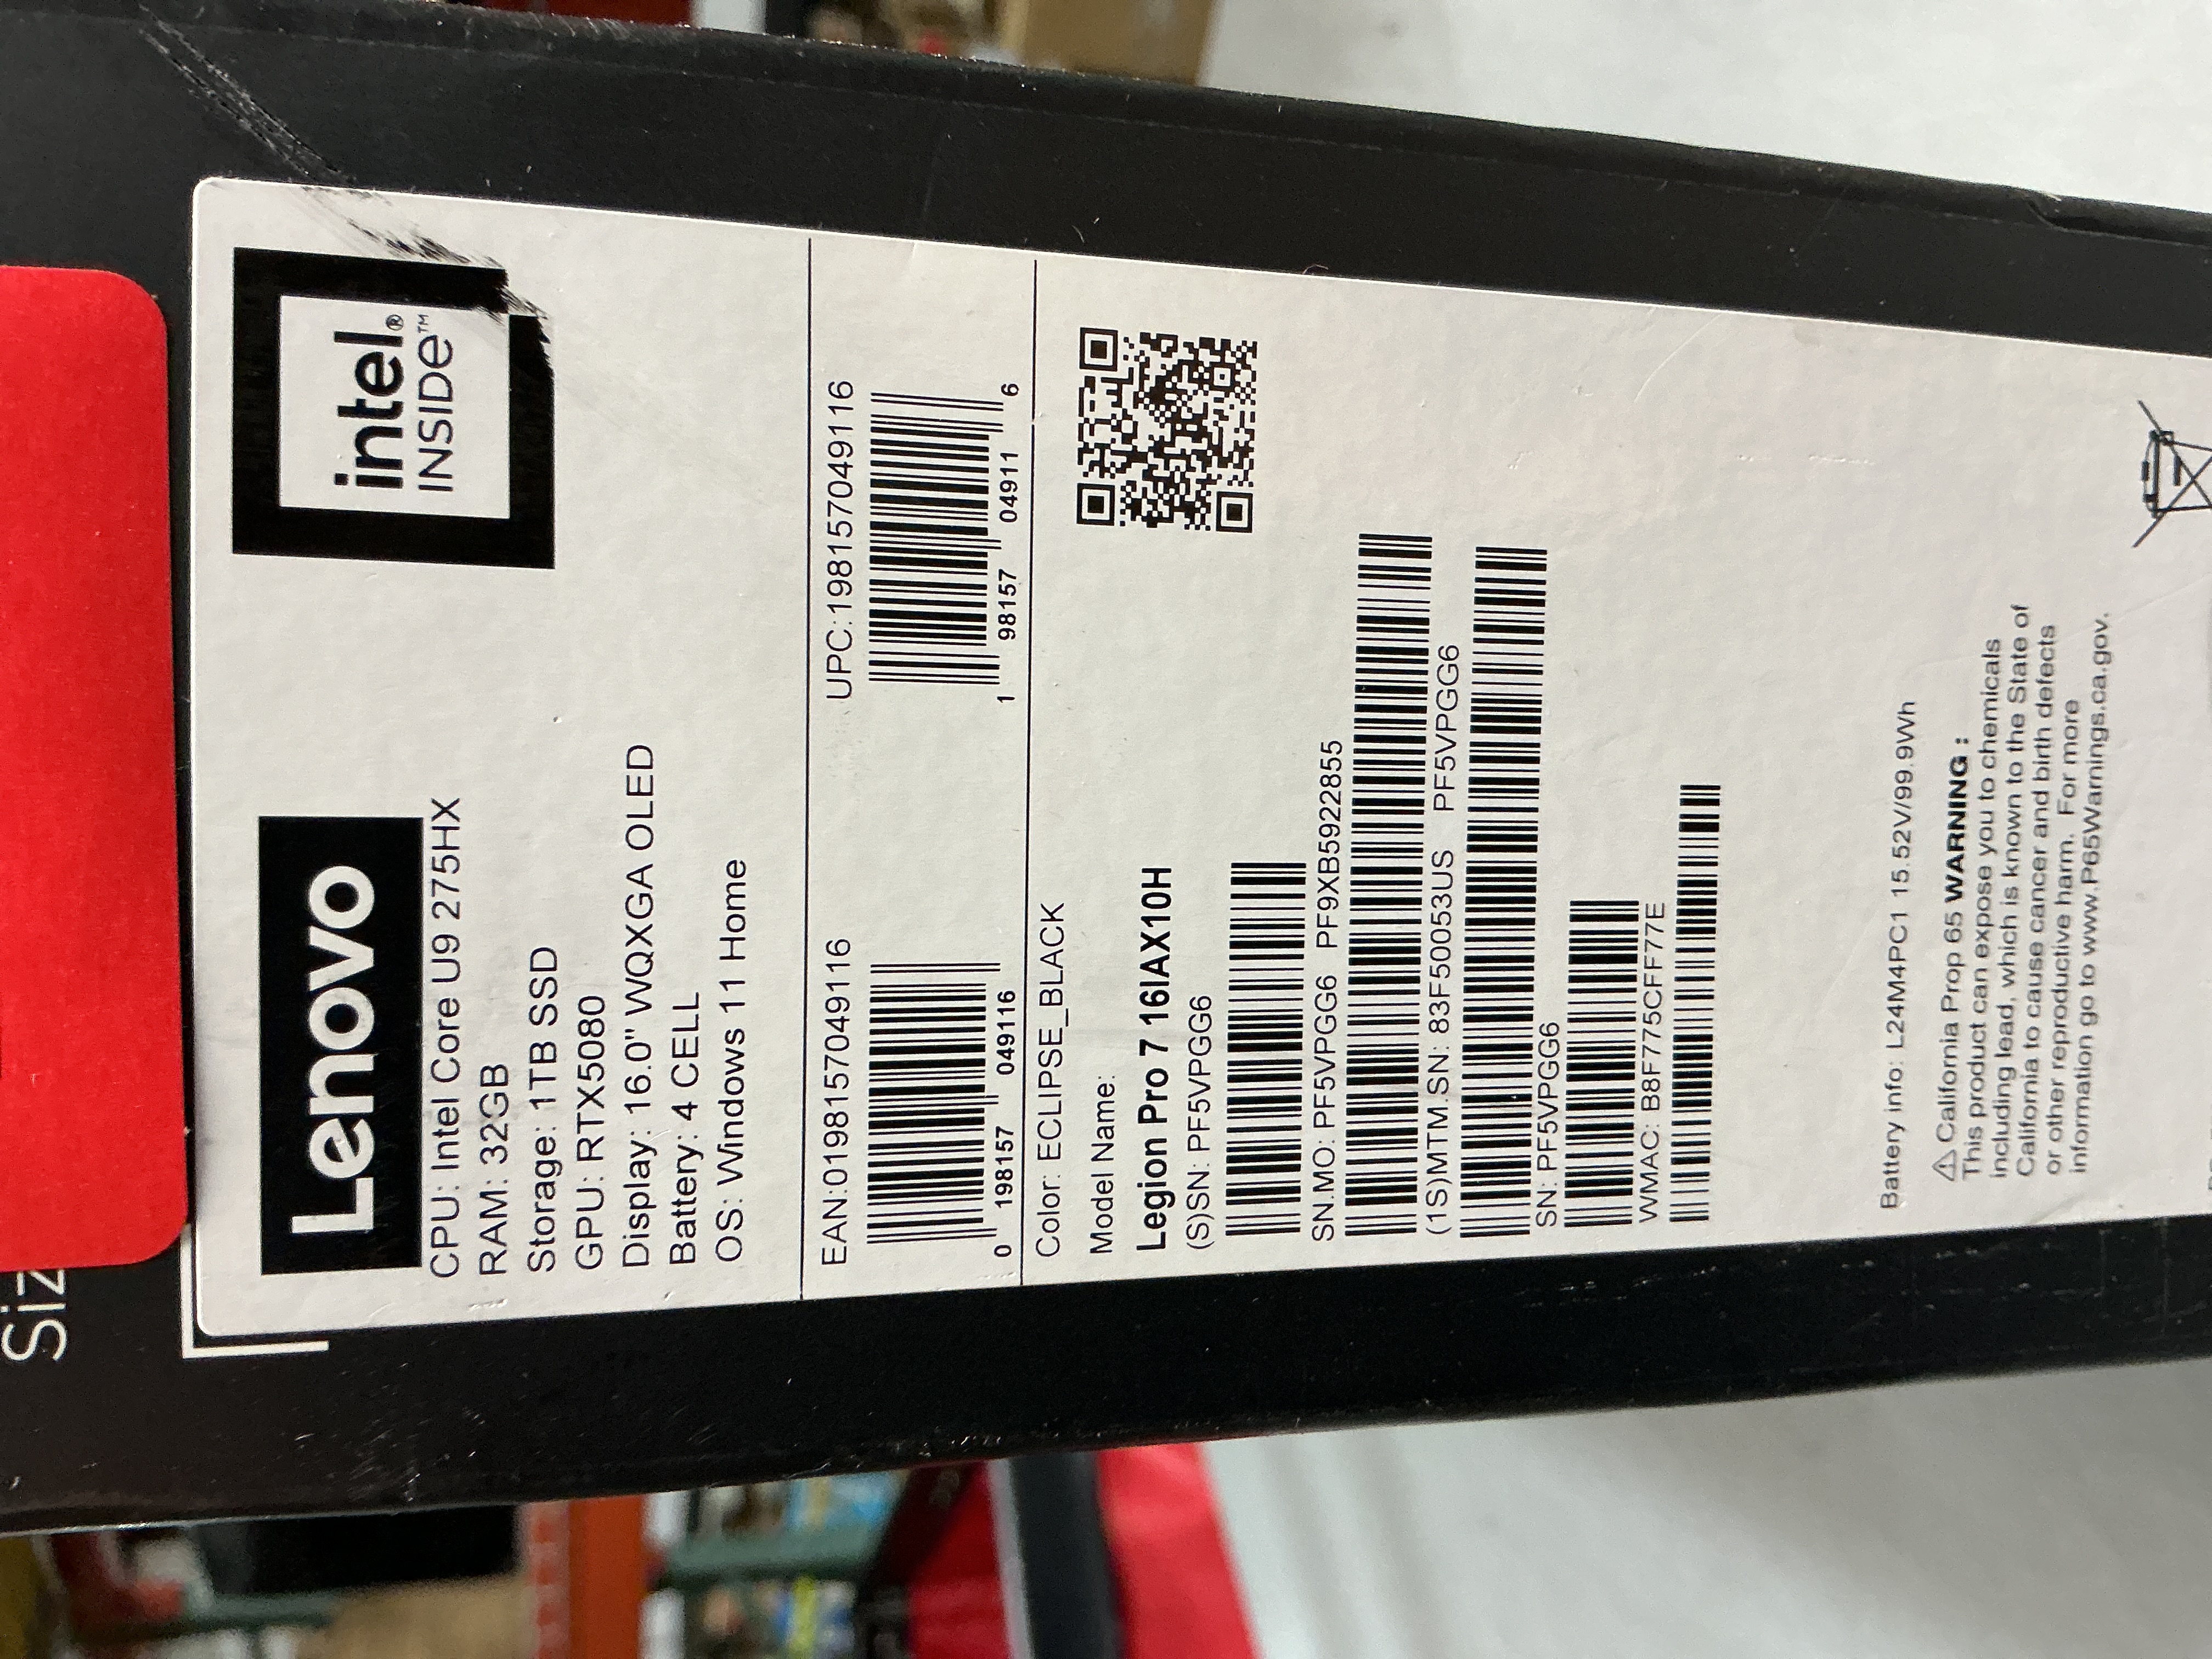 Siz
Lenovo
intel®
INSIDE™
CPU: Intel Core U9 275HX
RAM: 32GB
Storage: 1TB SSD
GPU: RTX5080
Display: 16.0" WQXGA OLED
Battery: 4 CELL
OS: Windows 11 Home
EAN:0198157049116 UPC:198157049116
0 198157 049116 1 98157 04911 6
Color: ECLIPSE_BLACK
Model Name:
Legion Pro 7 16IAX10H
(S)SN: PF5VPGG6
SN.MO: PF5VPGG6 PF9XB5922855
(1S)MTM.SN: 83F50053US PF5VPGG6
SN: PF5VPGG6
WMAC: B8F775CFF77E
Battery info: L24M4PC1 15.52V/99.9Wh
⚠ California Prop 65 WARNING :
This product can expose you to chemicals
including lead, which is known to the State of
California to cause cancer and birth defects
or other reproductive harm. For more
information go to www.P65Warnings.ca.gov.